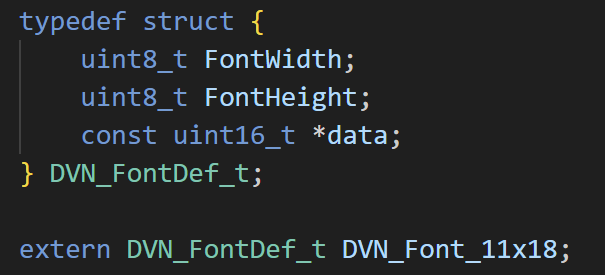 typedef struct {
    uint8_t FontWidth;
    uint8_t FontHeight;
    const uint16_t *data;
} DVN_FontDef_t;

extern DVN_FontDef_t DVN_Font_11x18;